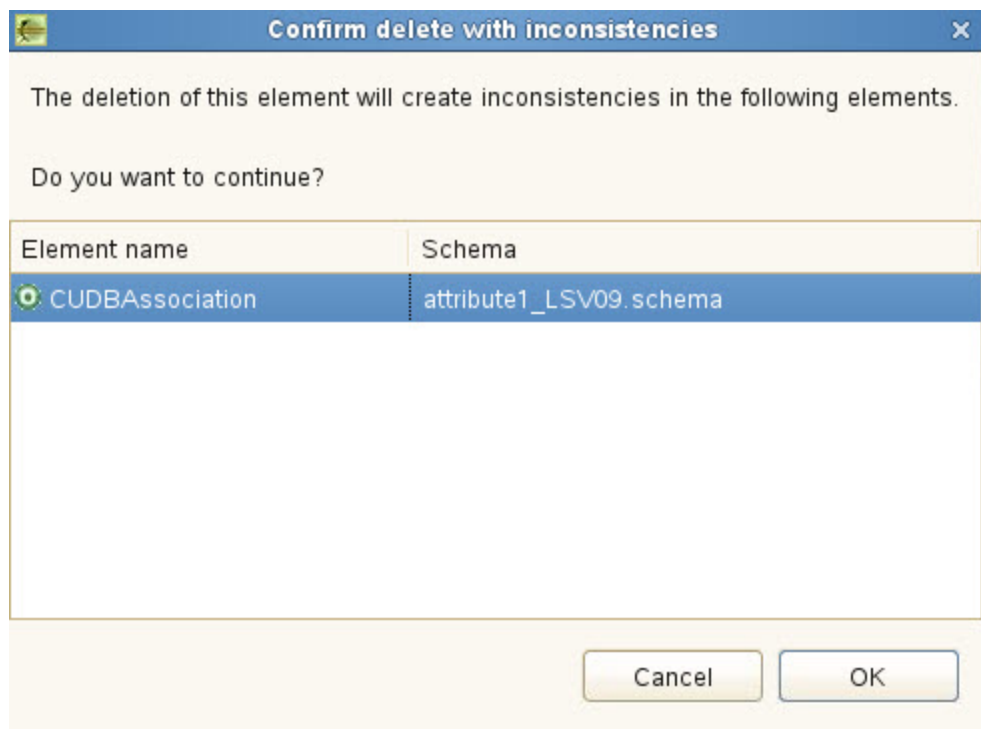 Confirm delete with inconsistencies
The deletion of this element will create inconsistencies in the following elements.
Do you want to continue?
Element name Schema
CUDBAssociation attribute1_LSV09.schema
Cancel OK